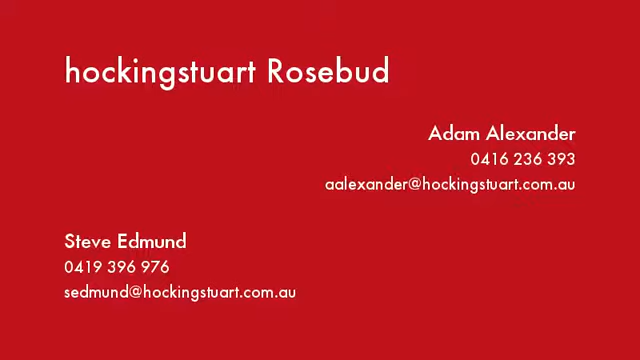 hockingstuart Rosebud
Adam Alexander
0416 236 393
aalexander@hockingstuart.com.au
Steve Edmund
0419 396 976
sedmund@hockingstuart.com.au